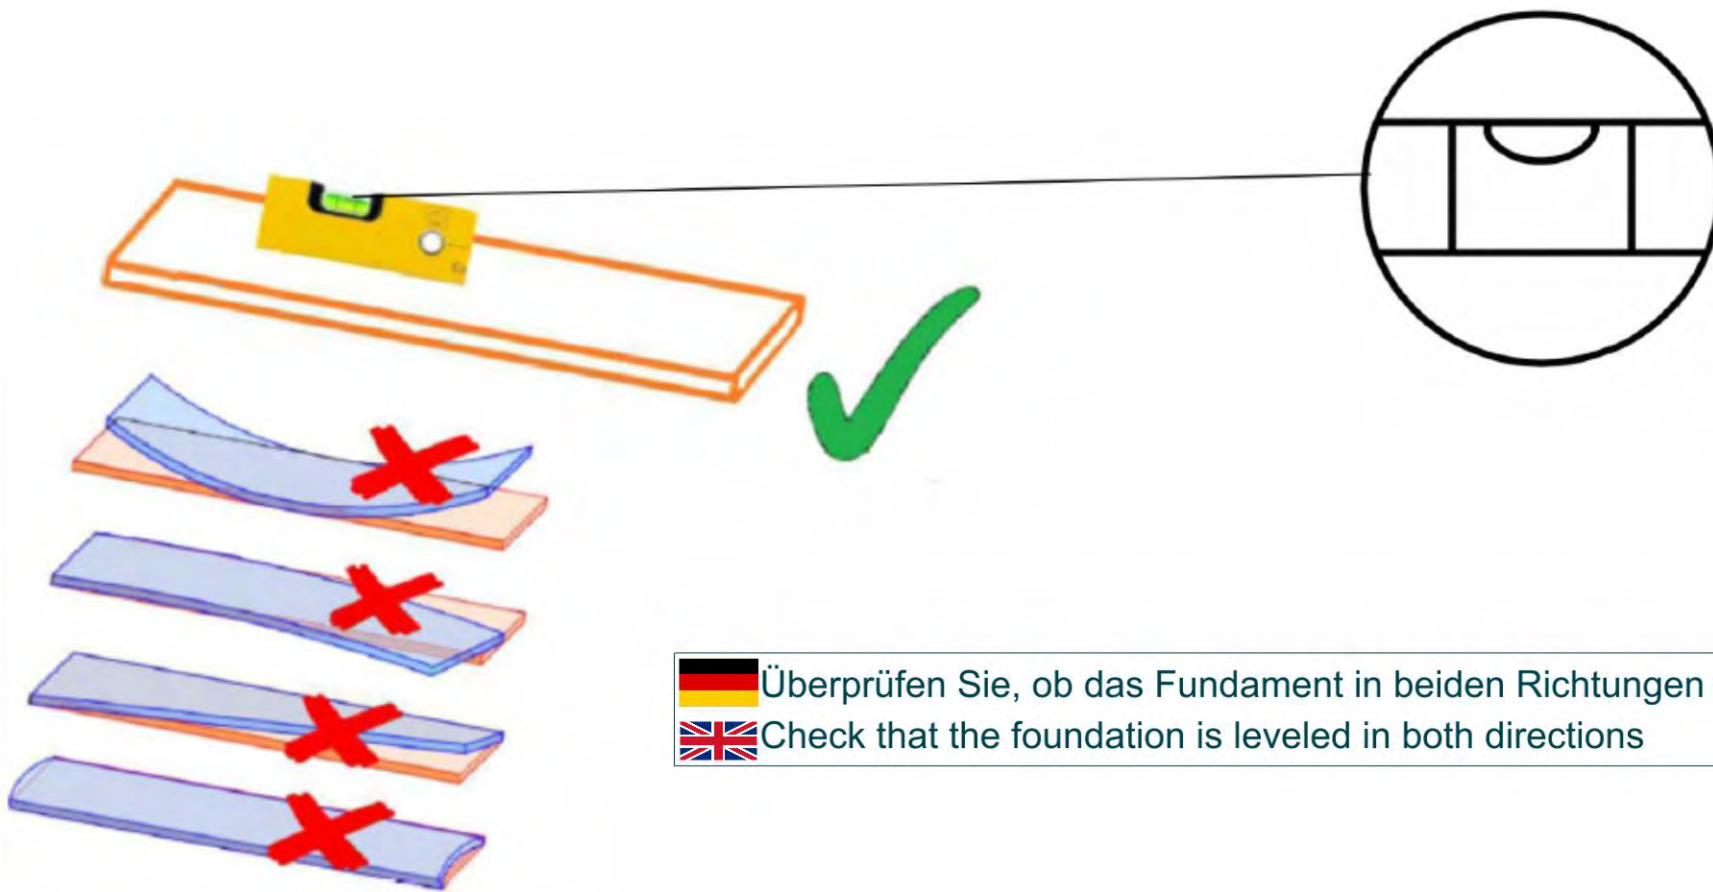 Überprüfen Sie, ob das Fundament in beiden Richtungen
Check that the foundation is leveled in both directions